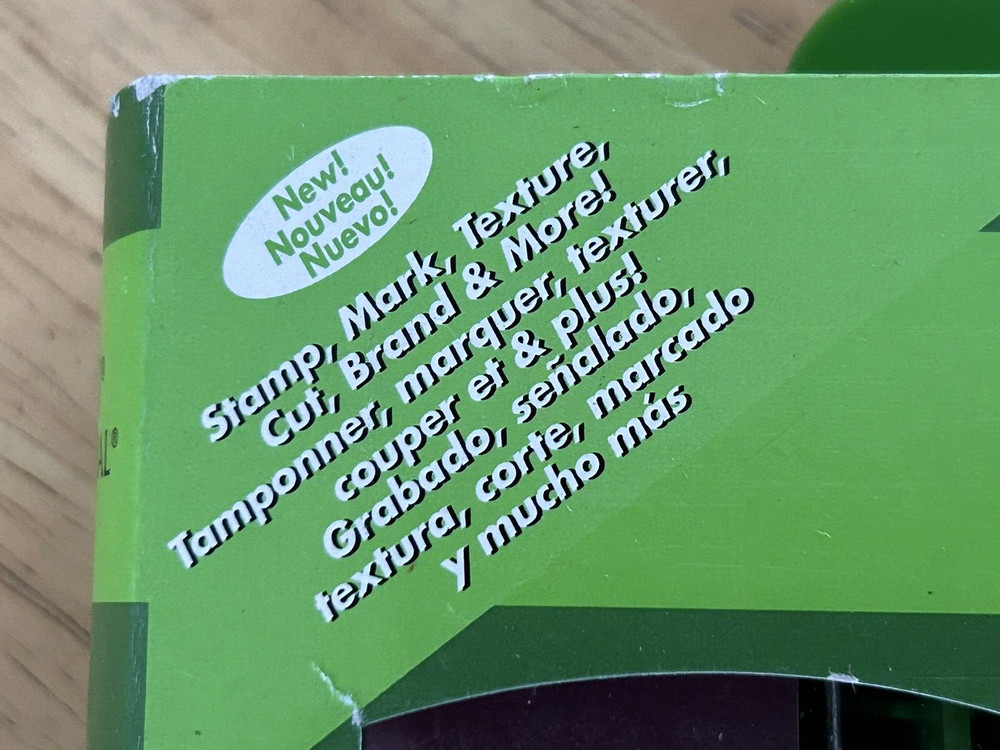 New!
Nouveau!
Nuevo!
Stamp, Mark, Texture,
Cut, Brand & More!
Tamponner, marquer, texturer,
couper et & plus!
Grabado, señalado,
textura, corte, marcado
y mucho más
AL®